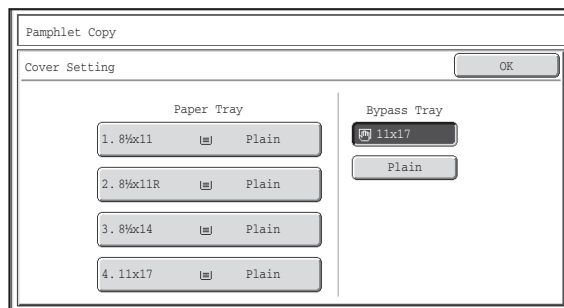 Pamphlet Copy
Cover Setting
OK
Paper Tray
1. 8½x11 Plain
2. 8½x11R Plain
3. 8½x14 Plain
4. 11x17 Plain
Bypass Tray
11x17
Plain